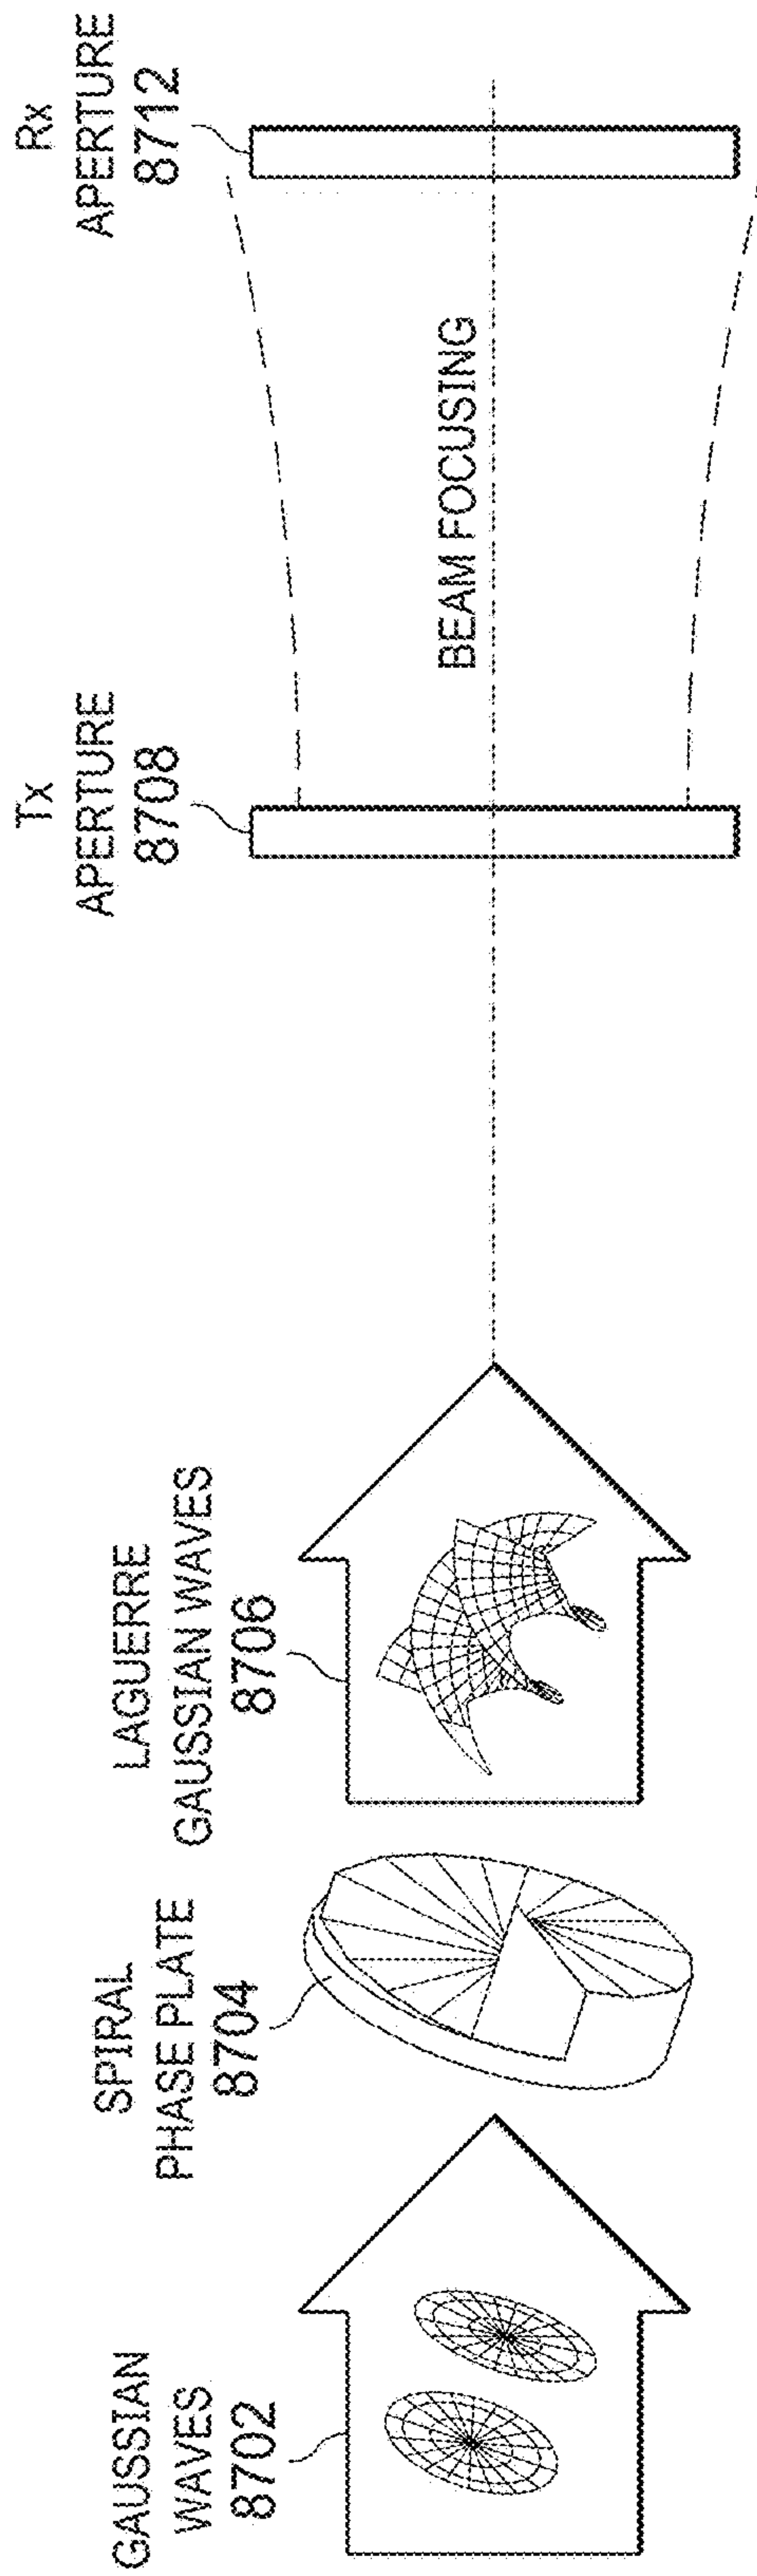 GAUSSIAN
WAVES
8702
SPIRAL
PHASE PLATE
8704
LAGUERRE
GAUSSIAN WAVES
8706
Tx
APERTURE
8708
BEAM FOCUSING
Rx
APERTURE
8712